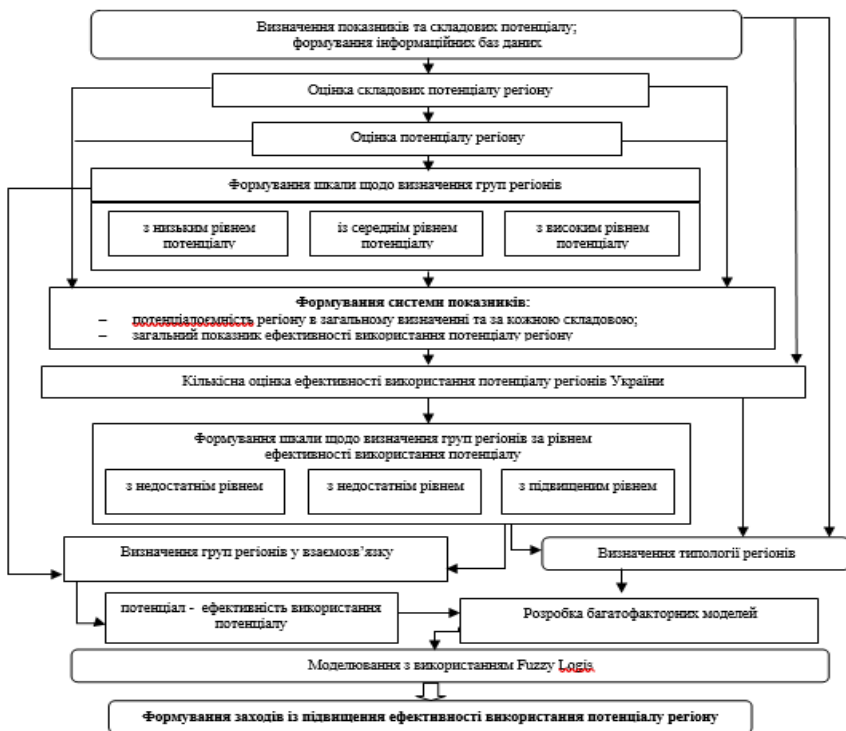 Визначення показників та складових потенціалу;
формування інформаційних баз даних
Оцінка складових потенціалу регіону
Оцінка потенціалу регіону
Формування шкали щодо визначення груп регіонів
з низьким рівнем
потенціалу
із середнім рівнем
потенціалу
з високим рівнем
потенціалу
Формування системи показників:
– потенціалоємність регіону в загальному визначенні та за кожною складовою;
– загальний показник ефективності використання потенціалу регіону
Кількісна оцінка ефективності використання потенціалу регіонів України
Формування шкали щодо визначення груп регіонів за рівнем
ефективності використання потенціалу
з недостатнім рівнем
з недостатнім рівнем
з підвищеним рівнем
Визначення груп регіонів у взаємозв’язку
Визначення типології регіонів
потенціал - ефективність використання
потенціалу
Розробка багатофакторних моделей
Моделювання з використанням Fuzzy Logis
Формування заходів із підвищення ефективності використання потенціалу регіону